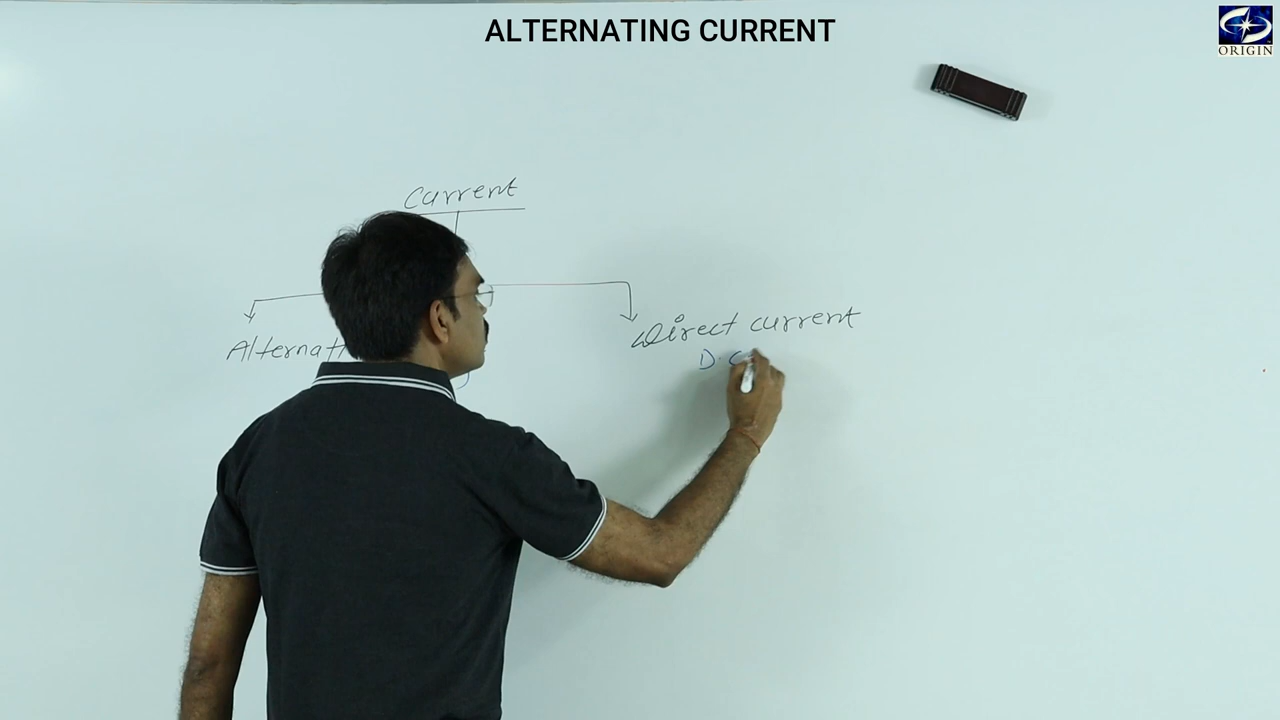 ALTERNATING CURRENT
ORIGIN
Current
Direct current
D.C